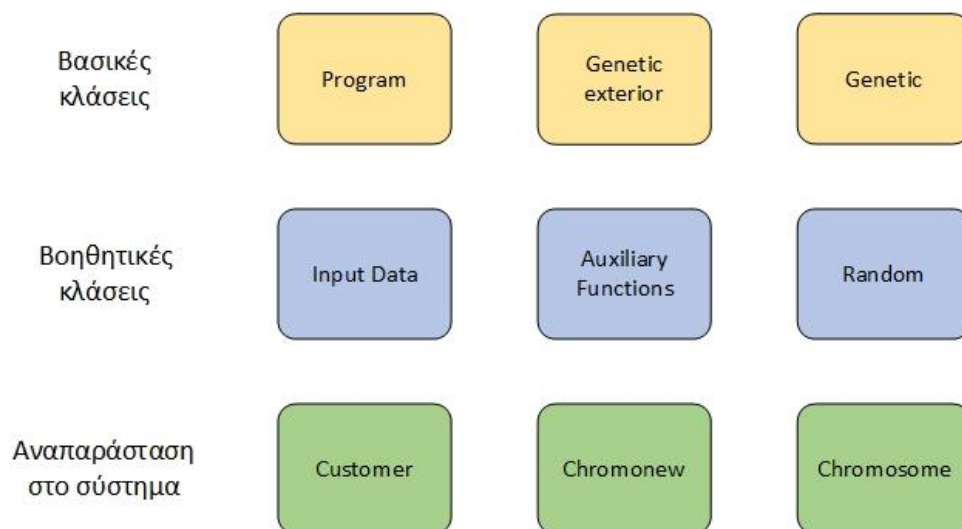 Βασικές
κλάσεις
Program
Genetic
exterior
Genetic
Βοηθητικές
κλάσεις
Input Data
Auxiliary
Functions
Random
Αναπαράσταση
στο σύστημα
Customer
Chromonew
Chromosome